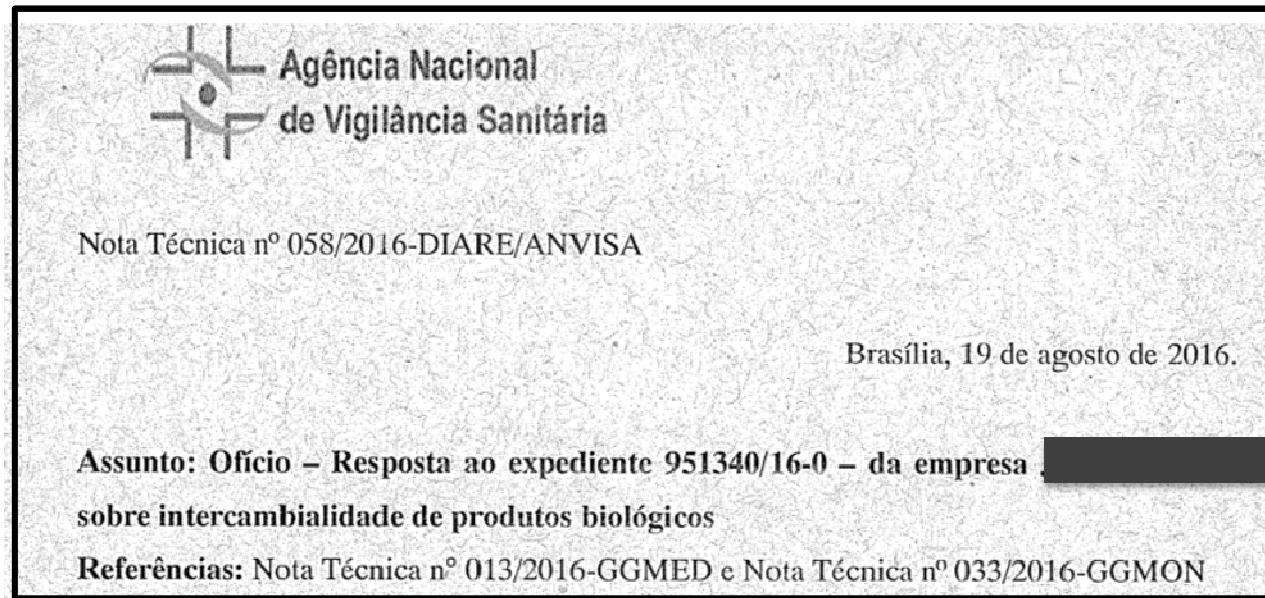 Agência Nacional
de Vigilância Sanitária
Nota Técnica nº 058/2016-DIARE/ANVISA
Brasília, 19 de agosto de 2016.
Assunto: Ofício – Resposta ao expediente 951340/16-0 – da empresa
sobre intercambialidade de produtos biológicos
Referências: Nota Técnica nº 013/2016-GGMED e Nota Técnica nº 033/2016-GGMON